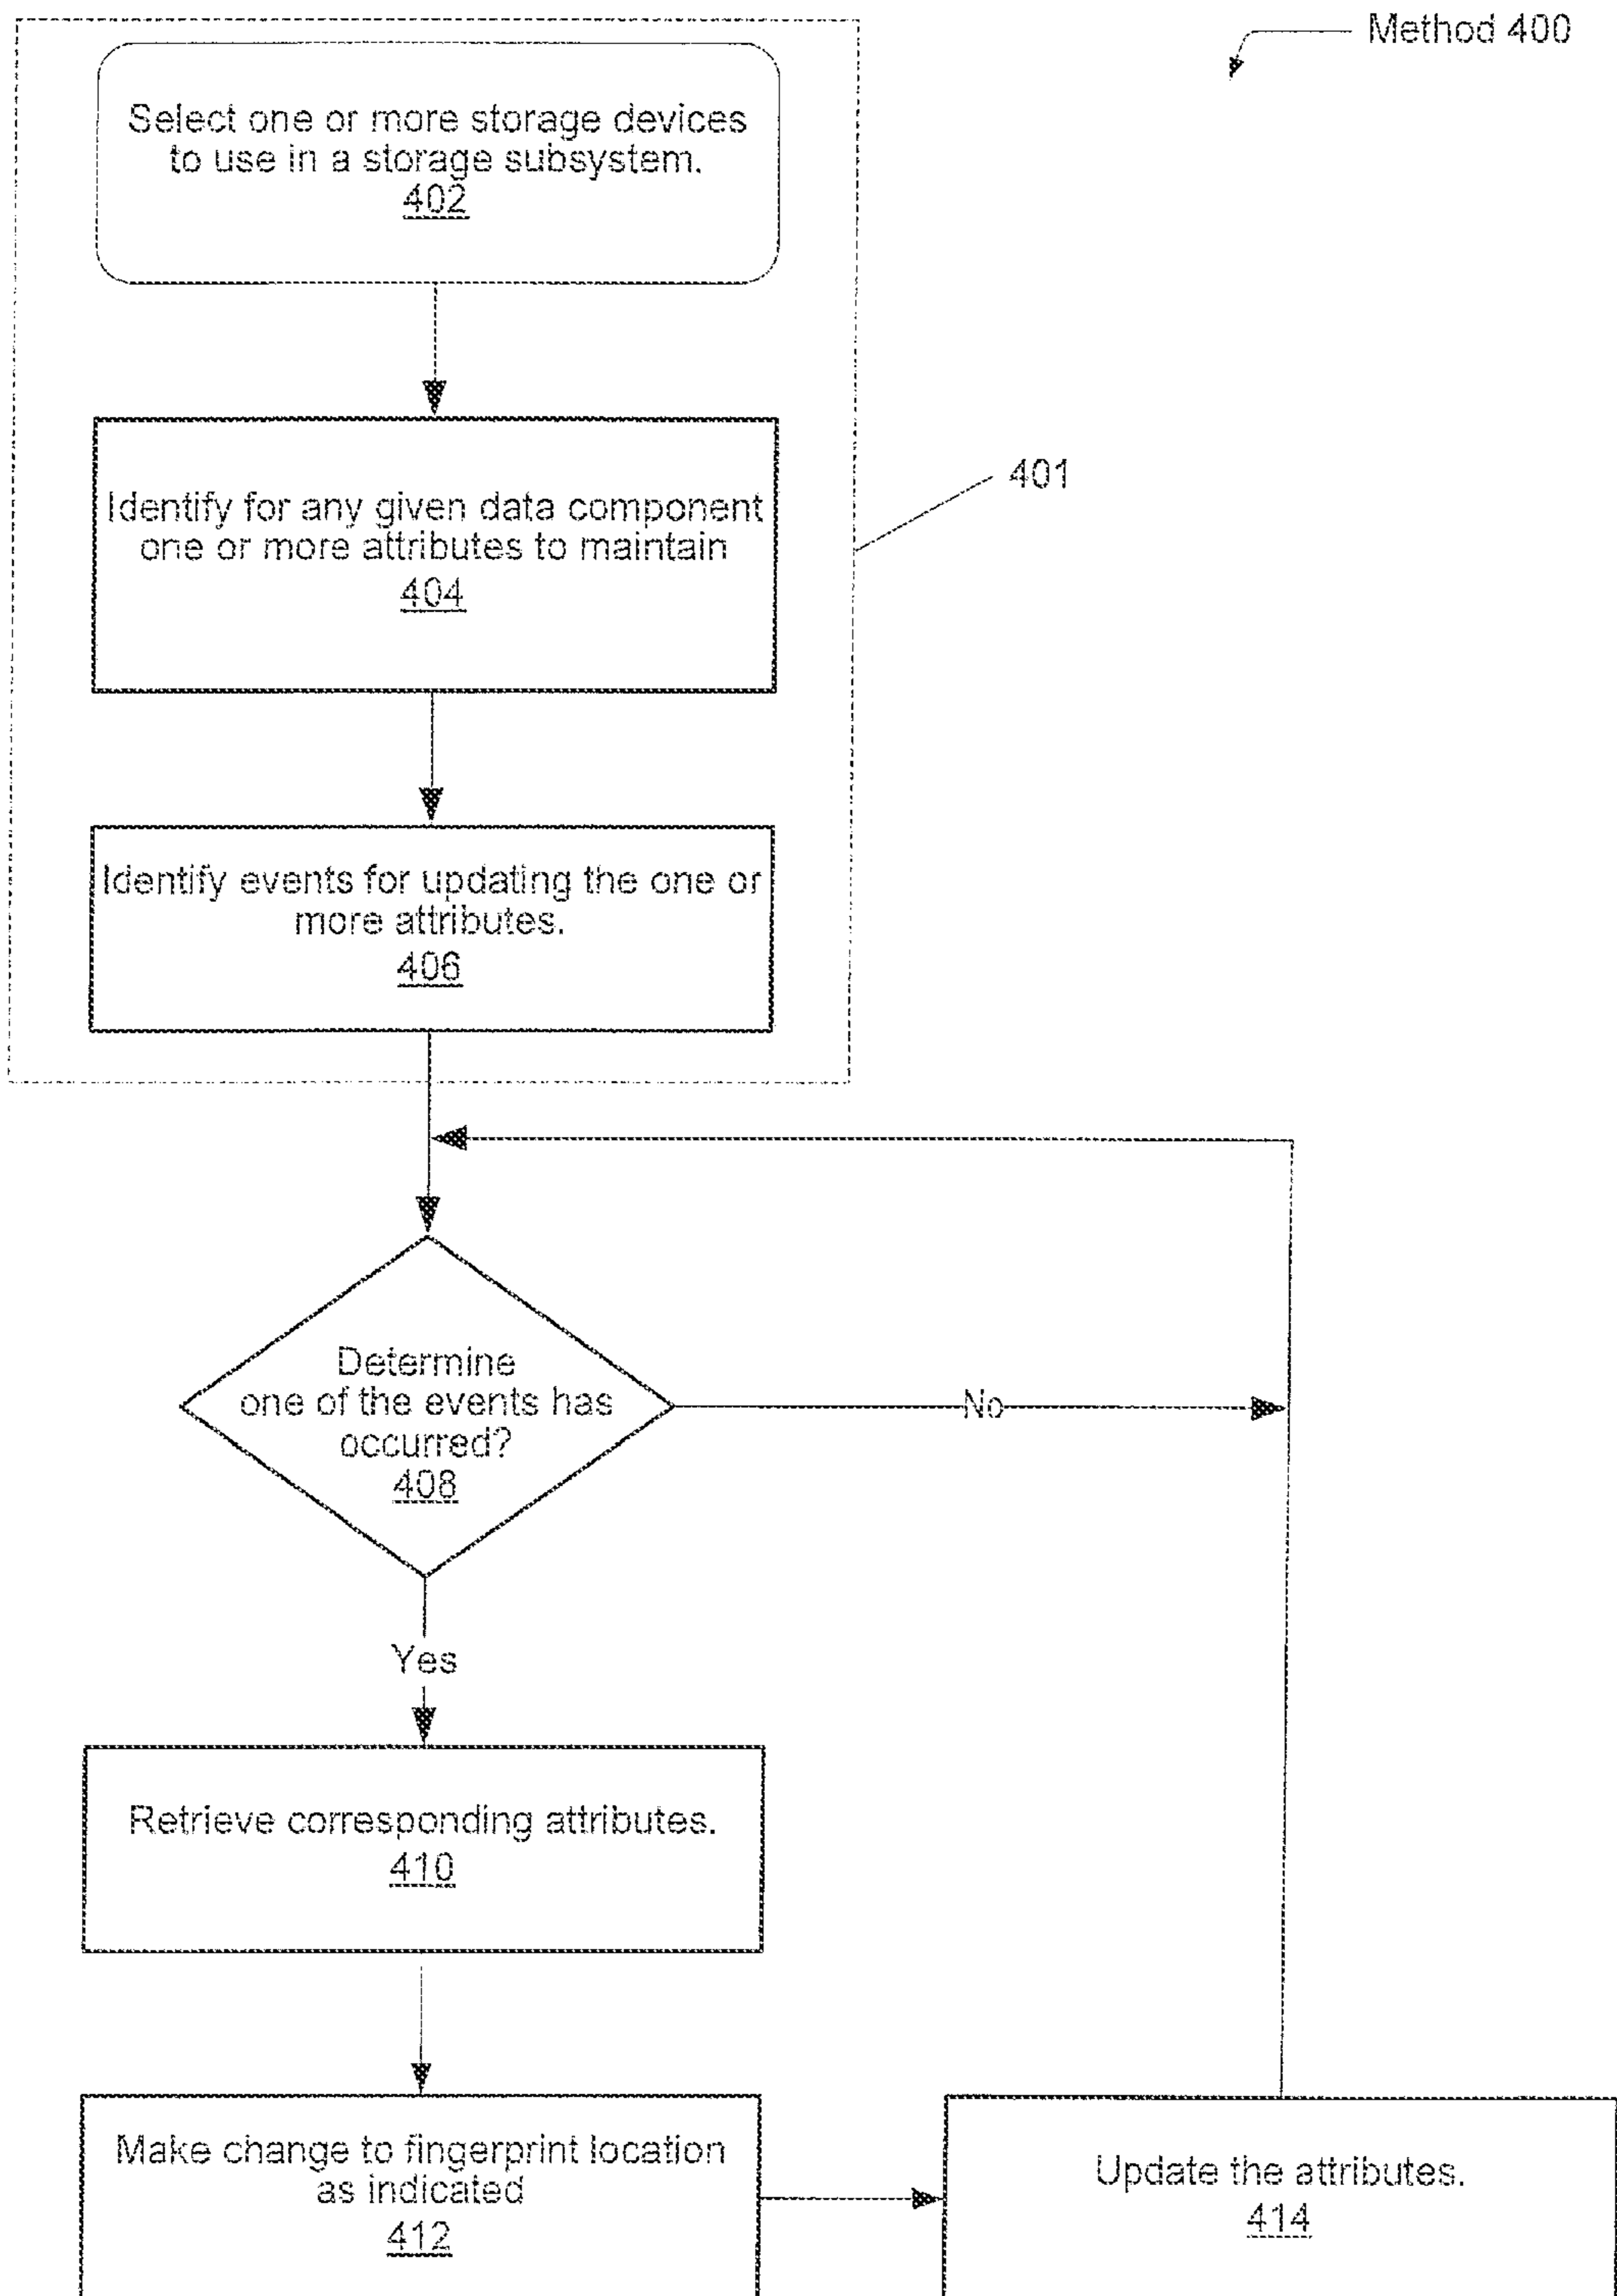 Method 400
Select one or more storage devices
to use in a storage subsystem.
402
Identify for any given data component
one or more attributes to maintain
404
401
Identify events for updating the one or
more attributes.
406
Determine
one of the events has
occurred?
408
No
Yes
Retrieve corresponding attributes.
410
Make change to fingerprint location
as indicated
412
Update the attributes.
414